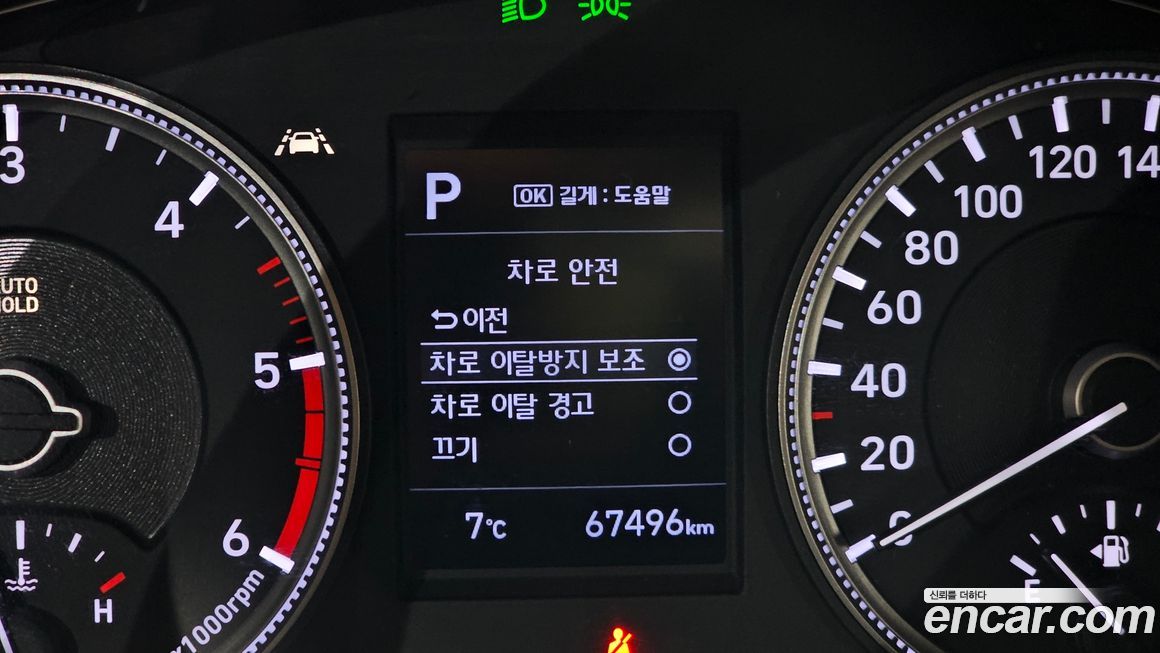 3
4
5
6
x1000rpm
AUTO
HOLD
H
P OK 길게 : 도움말
차로 안전
이전
차로 이탈방지 보조
차로 이탈 경고
끄기
7℃ 67496km
0
20
40
60
80
100
120
14
E
신뢰를 더하다
encar.com